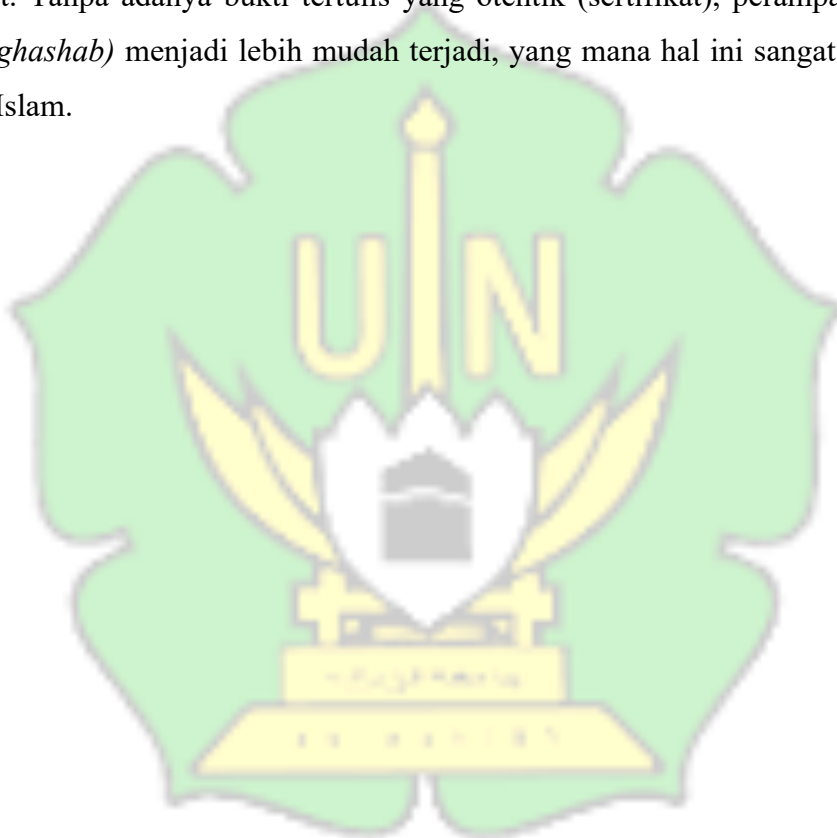 t. Tanpa adanya bukti tertulis yang otentik (sertifikat), perampa
ghashab) menjadi lebih mudah terjadi, yang mana hal ini sangat
Islam.
UIN